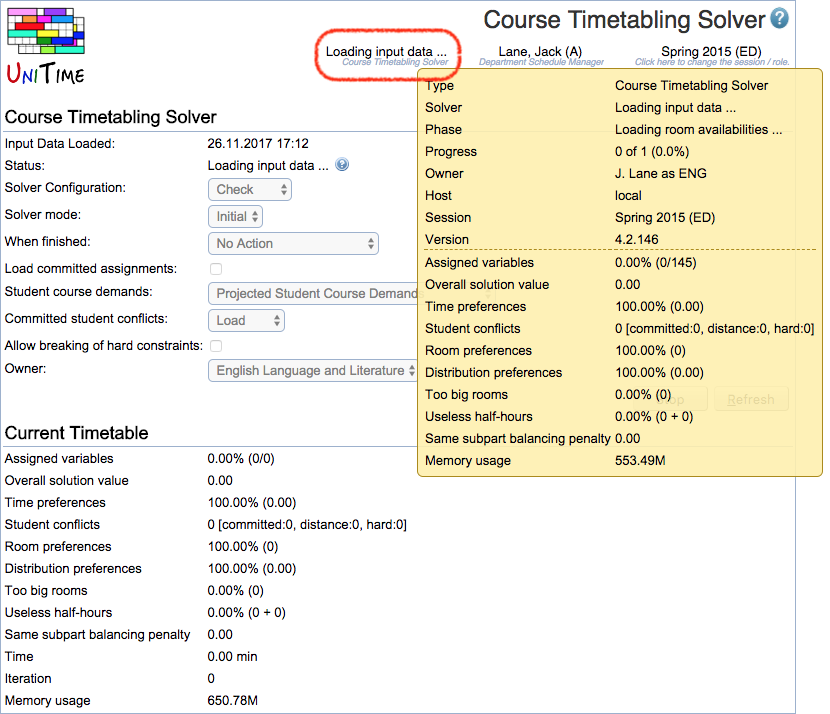 Course Timetabling Solver
UNITIME
Loading input data ...
Course Timetabling Solver
Lane, Jack (A)
Department Schedule Manager
Spring 2015 (ED)
Click here to change the session / role.
Type Course Timetabling Solver
Solver Loading input data ...
Phase Loading room availabilities ...
Progress 0 of 1 (0.0%)
Owner J. Lane as ENG
Host local
Session Spring 2015 (ED)
Version 4.2.146
Assigned variables 0.00% (0/145)
Overall solution value 0.00
Time preferences 100.00% (0.00)
Student conflicts 0 [committed:0, distance:0, hard:0]
Room preferences 100.00% (0)
Distribution preferences 100.00% (0.00)
Too big rooms 0.00% (0)
Useless half-hours 0.00% (0 + 0)
Same subpart balancing penalty 0.00
Memory usage 553.49M
Course Timetabling Solver
Input Data Loaded: 26.11.2017 17:12
Status: Loading input data ...
Solver Configuration: Check
Solver mode: Initial
When finished: No Action
Load committed assignments:
Student course demands: Projected Student Course Demand
Committed student conflicts: Load
Allow breaking of hard constraints:
Owner: English Language and Literature
Refresh
Current Timetable
Assigned variables 0.00% (0/0)
Overall solution value 0.00
Time preferences 100.00% (0.00)
Student conflicts 0 [committed:0, distance:0, hard:0]
Room preferences 100.00% (0)
Distribution preferences 100.00% (0.00)
Too big rooms 0.00% (0)
Useless half-hours 0.00% (0 + 0)
Same subpart balancing penalty 0.00
Time 0.00 min
Iteration 0
Memory usage 650.78M